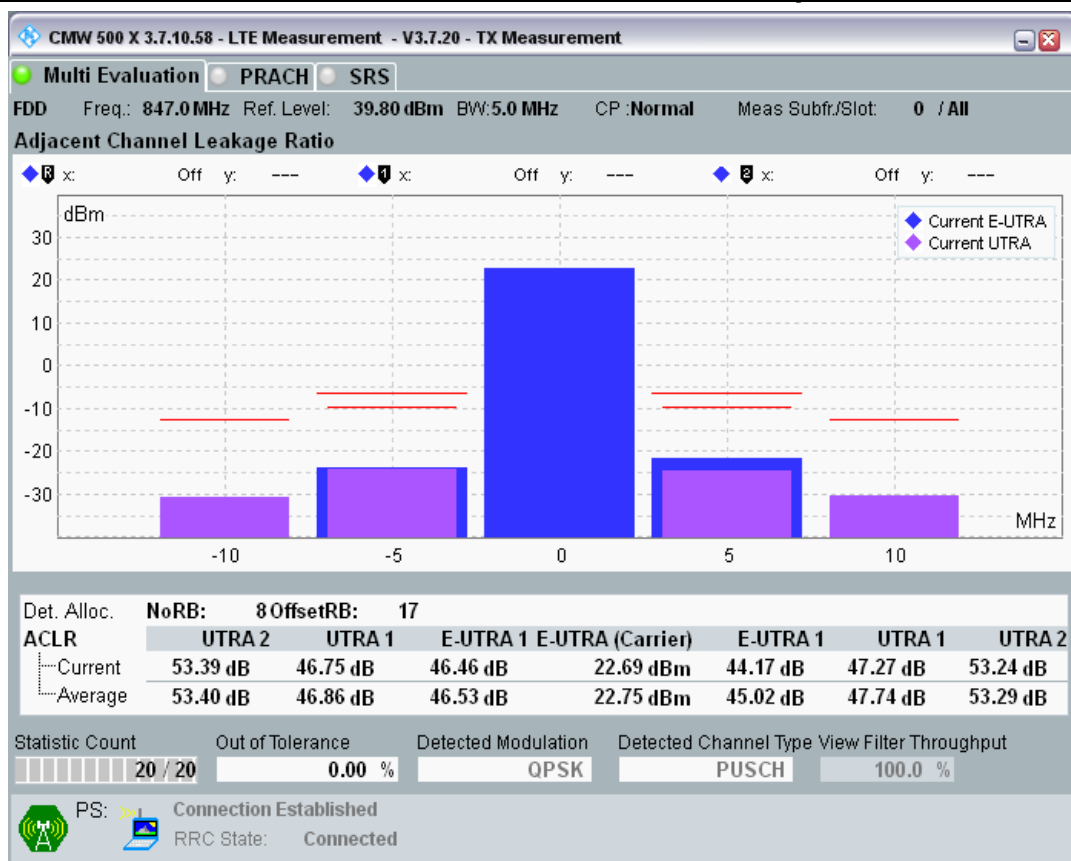 CMW 500 X 3.7.10.58 - LTE Measurement - V3.7.20 - TX Measurement
Multi Evaluation PRACH SRS
FDD Freq.: 847.0 MHz Ref. Level: 39.80 dBm BW:5.0 MHz CP :Normal Meas Subfr./Slot: 0 / All
Adjacent Channel Leakage Ratio
R x: Off y: --- 1 x: Off y: --- 2 x: Off y: ---
dBm
Current E-UTRA
Current UTRA
30
20
10
0
-10
-20
-30
MHz
-10 -5 0 5 10
Det. Alloc. NoRB: 8 OffsetRB: 17
ACLR UTRA 2 UTRA 1 E-UTRA 1 E-UTRA (Carrier) E-UTRA 1 UTRA 1 UTRA 2
Current 53.39 dB 46.75 dB 46.46 dB 22.69 dBm 44.17 dB 47.27 dB 53.24 dB
Average 53.40 dB 46.86 dB 46.53 dB 22.75 dBm 45.02 dB 47.74 dB 53.29 dB
Statistic Count Out of Tolerance Detected Modulation Detected Channel Type View Filter Throughput
20 / 20 0.00 % QPSK PUSCH 100.0 %
PS: Connection Established
RRC State: Connected